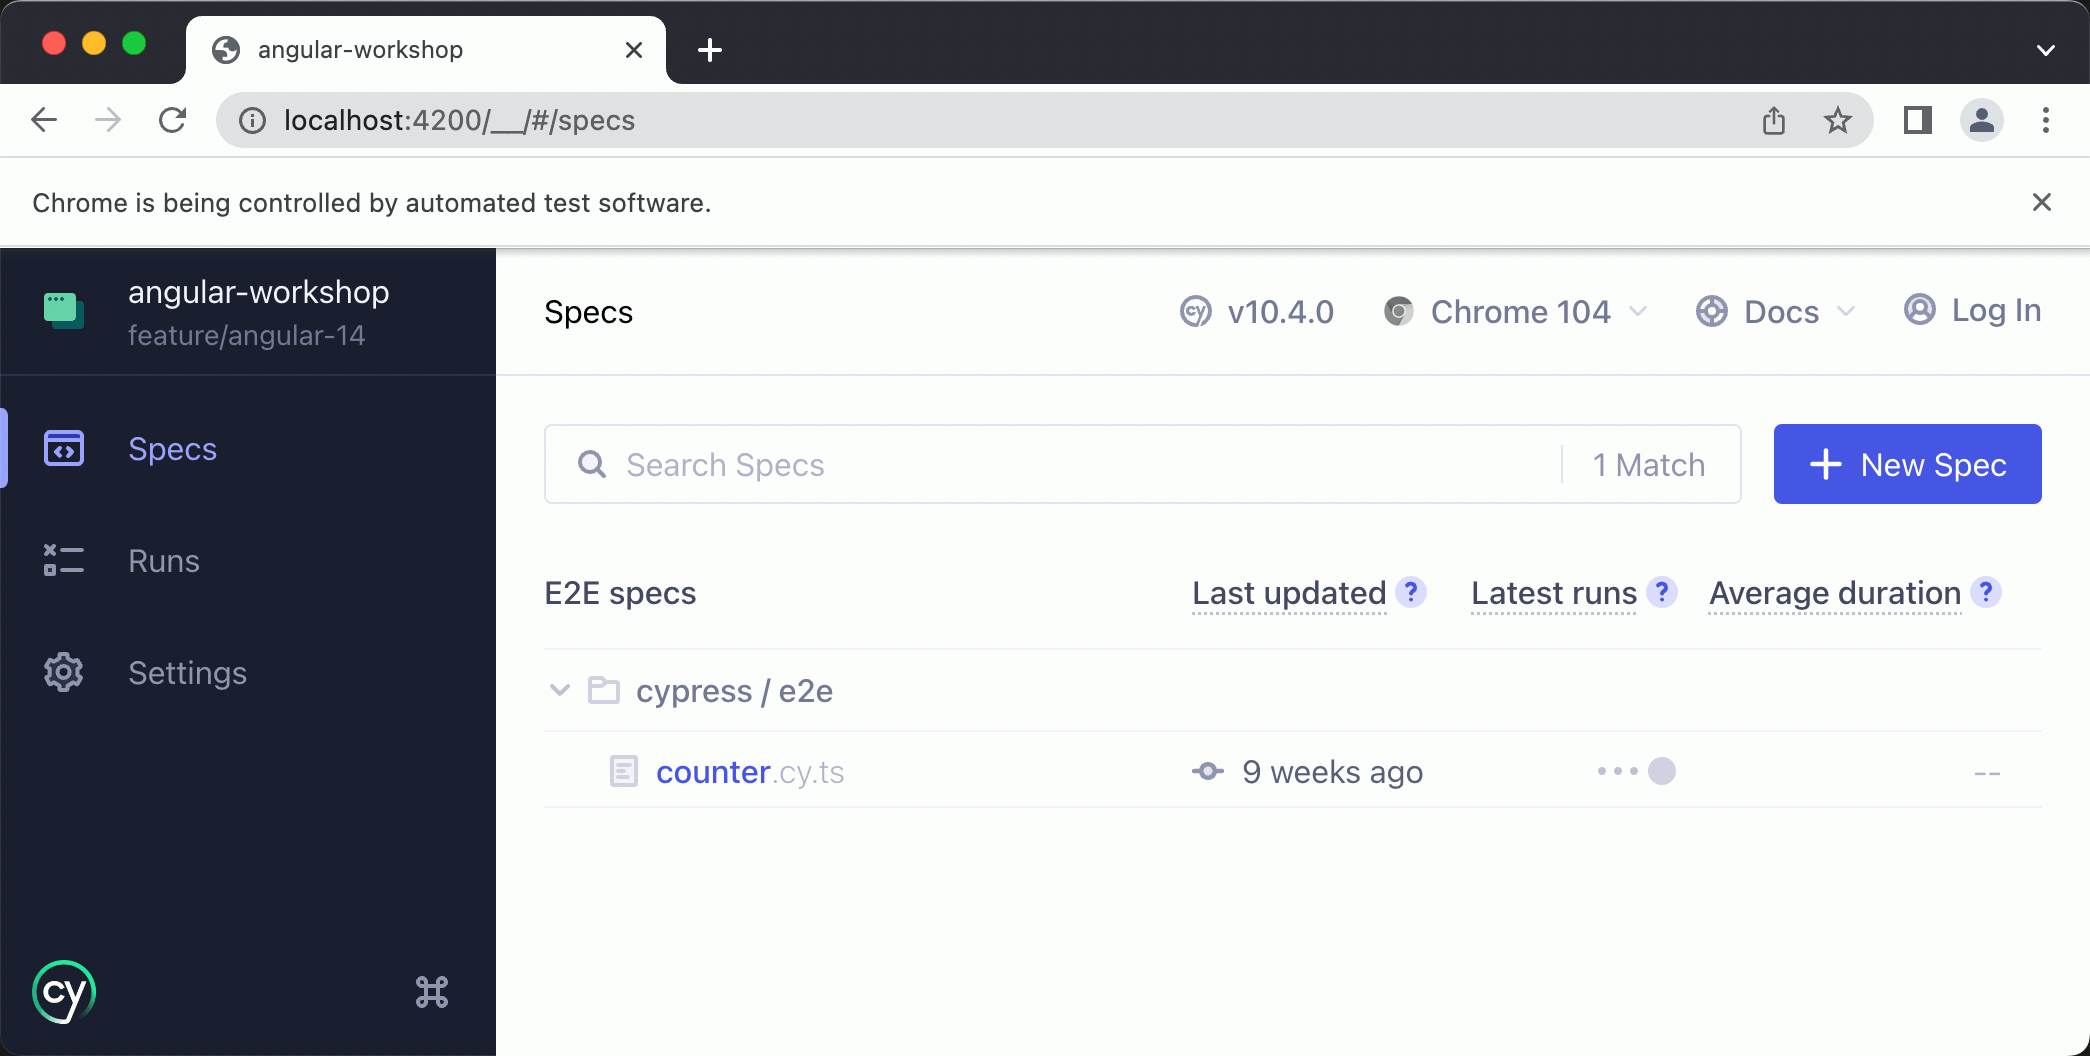 angular-workshop
localhost:4200/__/#/specs
Chrome is being controlled by automated test software.
angular-workshop
feature/angular-14
Specs
Runs
Settings
cy
Specs
cy v10.4.0 Chrome 104 Docs Log In
Search Specs 1 Match New Spec
E2E specs Last updated ? Latest runs ? Average duration ?
cypress / e2e
counter.cy.ts 9 weeks ago --